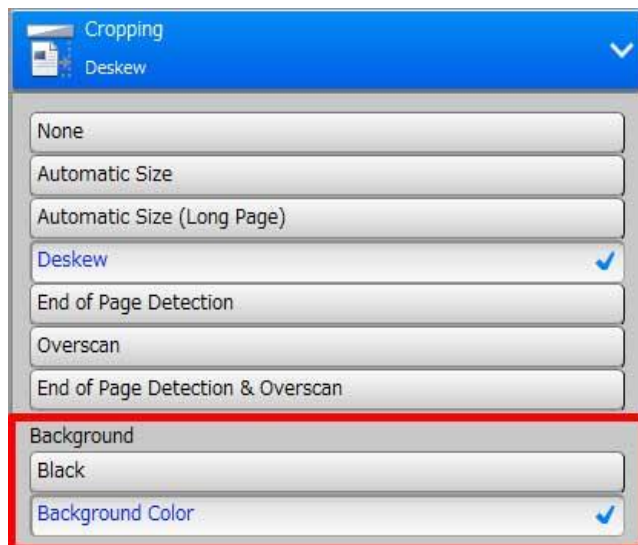 Cropping
Deskew
None
Automatic Size
Automatic Size (Long Page)
Deskew
End of Page Detection
Overscan
End of Page Detection & Overscan
Background
Black
Background Color